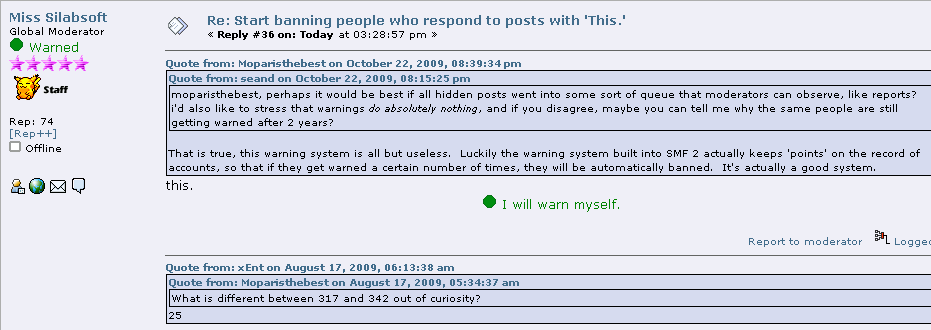 Miss Silabsoft
Global Moderator
Warned
Staff
Rep: 74
[Rep++]
Offline
Re: Start banning people who respond to posts with 'This.'
« Reply #36 on: Today at 03:28:57 pm »
Quote from: Moparisthebest on October 22, 2009, 08:39:34 pm
Quote from: seand on October 22, 2009, 08:15:25 pm
moparisthebest, perhaps it would be best if all hidden posts went into some sort of queue that moderators can observe, like reports?
i'd also like to stress that warnings do absolutely nothing, and if you disagree, maybe you can tell me why the same people are still
getting warned after 2 years?
That is true, this warning system is all but useless.  Luckily the warning system built into SMF 2 actually keeps 'points' on the record of
accounts, so that if they get warned a certain number of times, they will be automatically banned.  It's actually a good system.
this.
I will warn myself.
Report to moderator
Logged
Quote from: xEnt on August 17, 2009, 06:13:38 am
Quote from: Moparisthebest on August 17, 2009, 05:34:37 am
What is different between 317 and 342 out of curiosity?
25